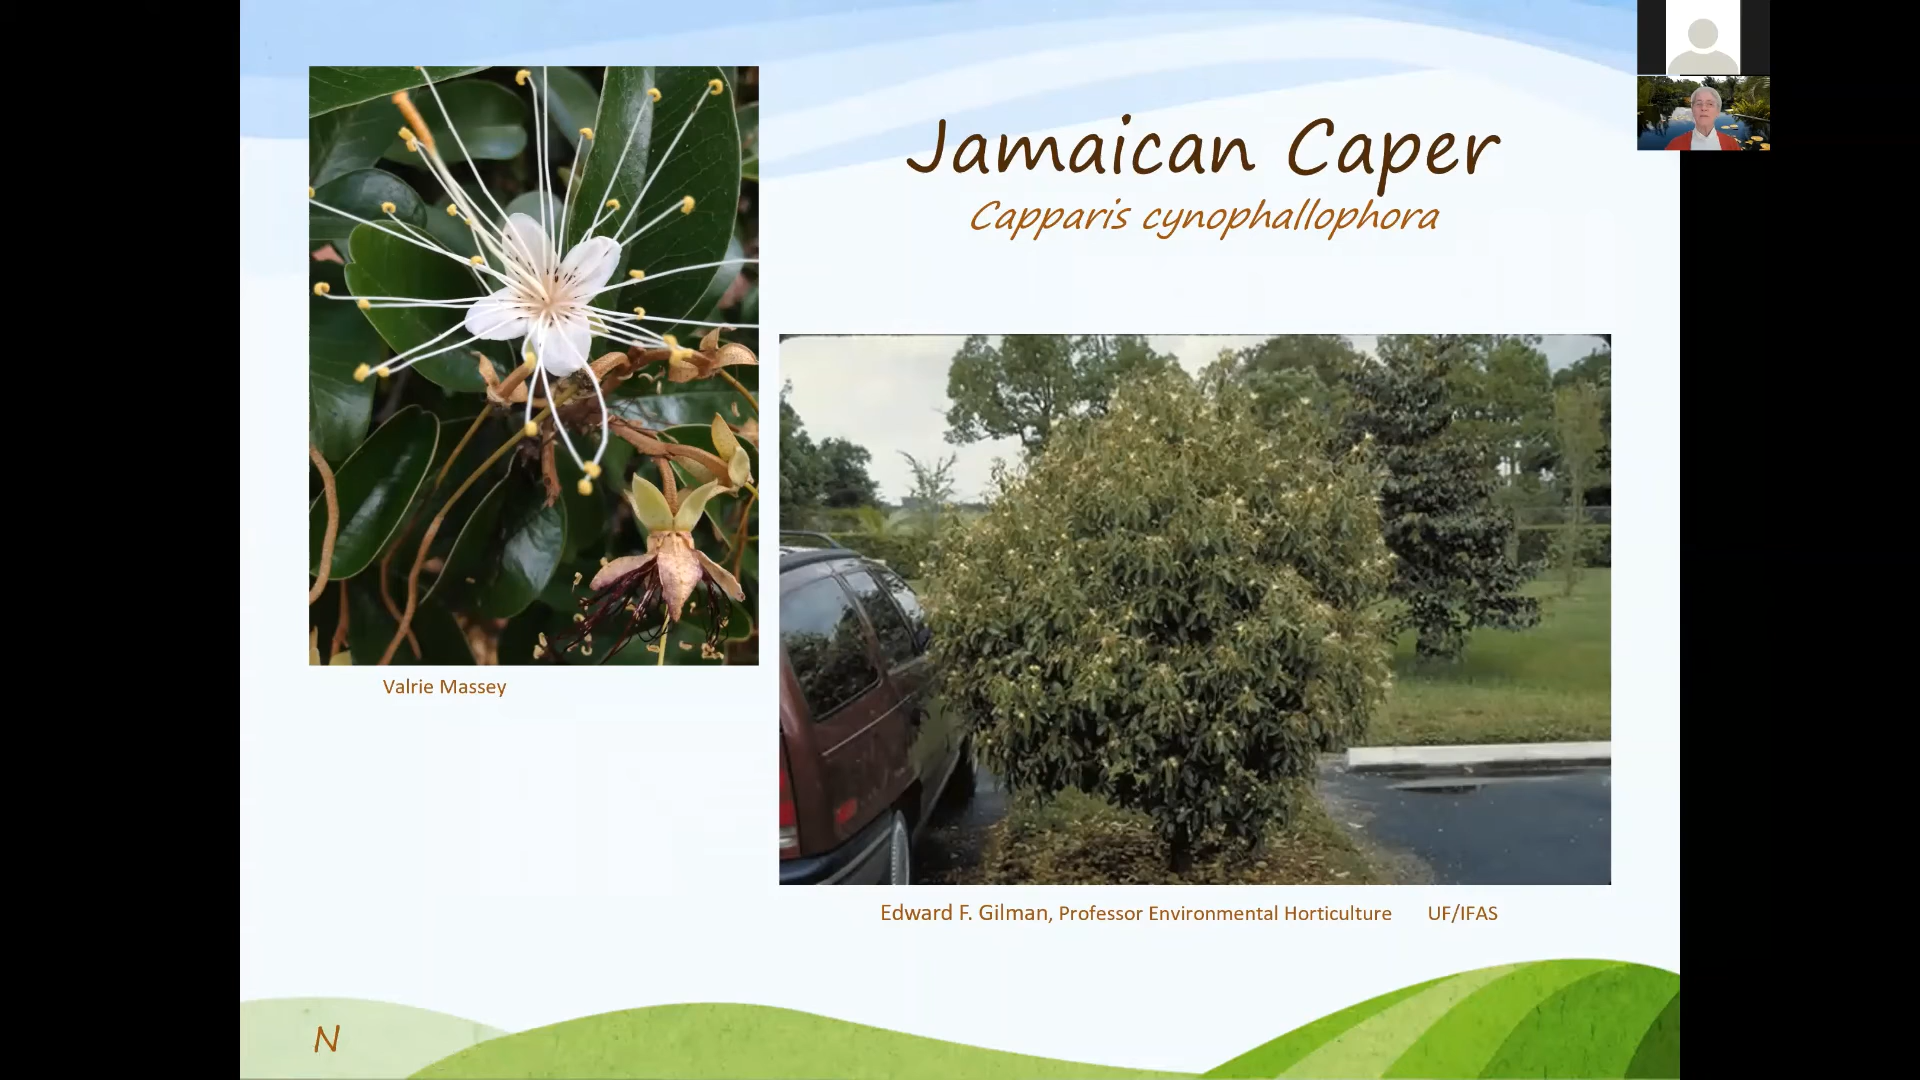 Jamaican Caper
Capparis cynophallophora
Valrie Massey
Edward F. Gilman, Professor Environmental Horticulture UF/IFAS
N